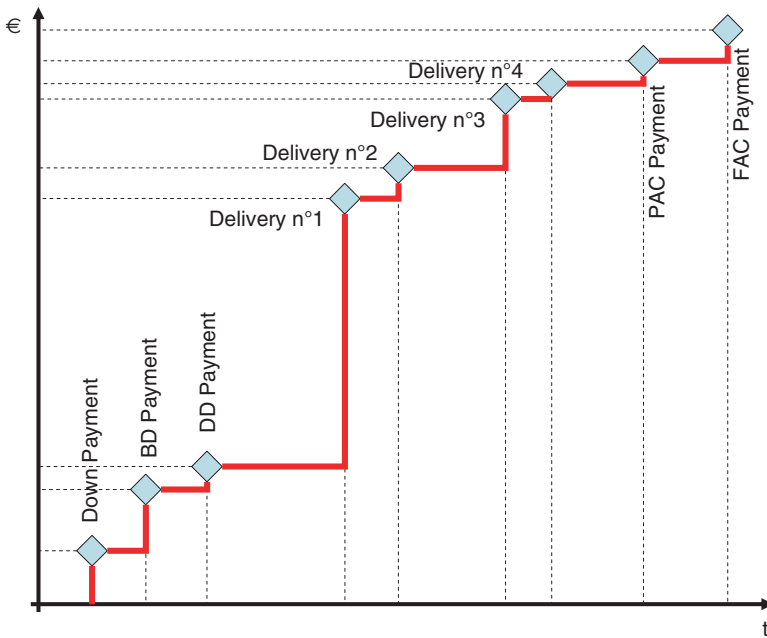 €
Delivery n°4
Delivery n°3
Delivery n°2
Delivery n°1
Down Payment
BD Payment
DD Payment
PAC Payment
FAC Payment
t